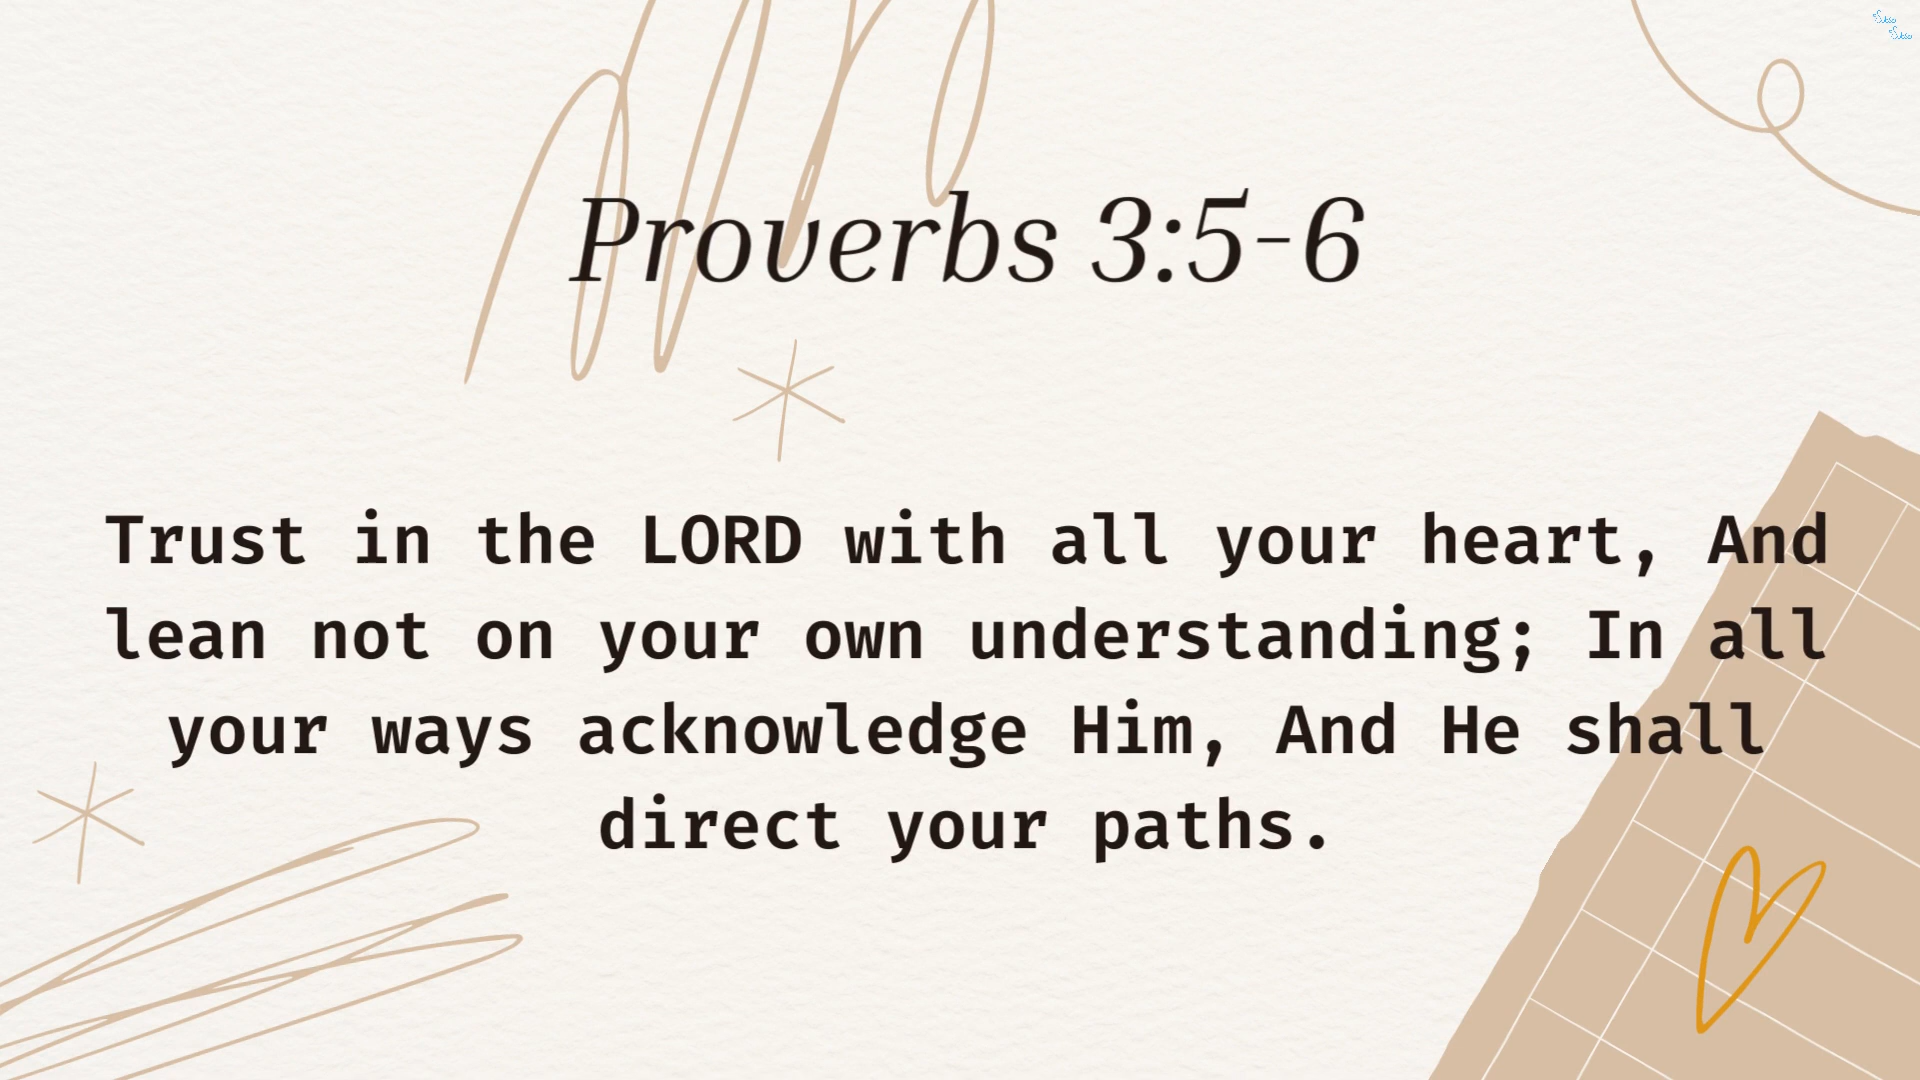 Proverbs 3:5-6
Trust in the LORD with all your heart, And
lean not on your own understanding; In all
your ways acknowledge Him, And He shall
direct your paths.